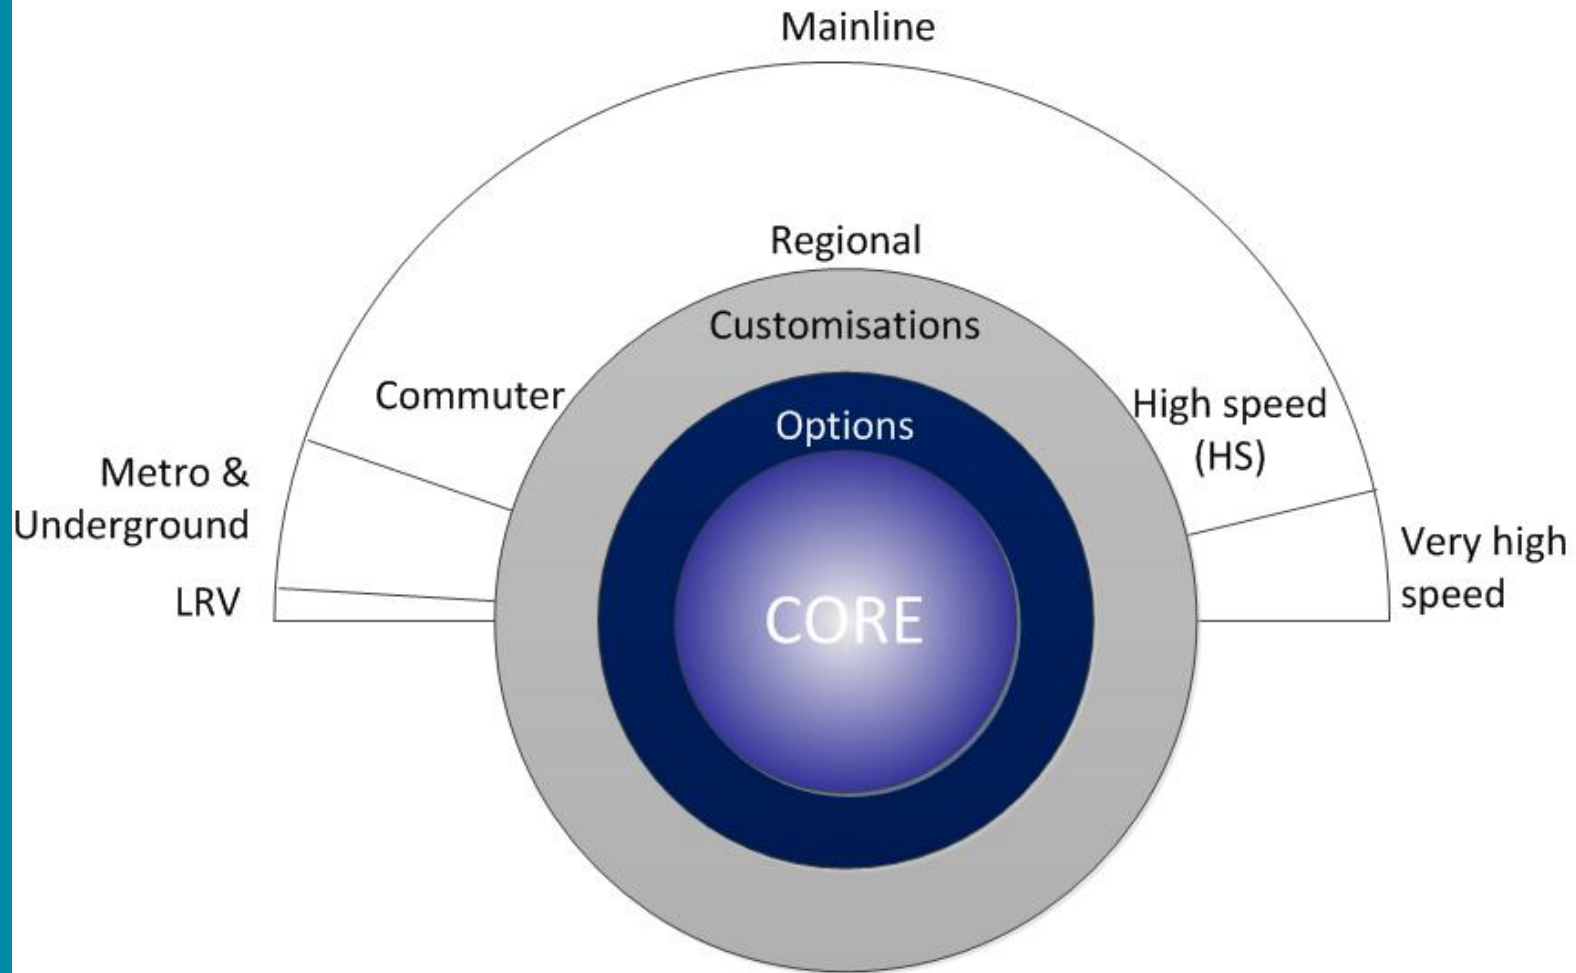 Mainline
Regional
Customisations
Commuter
High speed
(HS)
Options
Metro &
Underground
Very high
speed
LRV
CORE